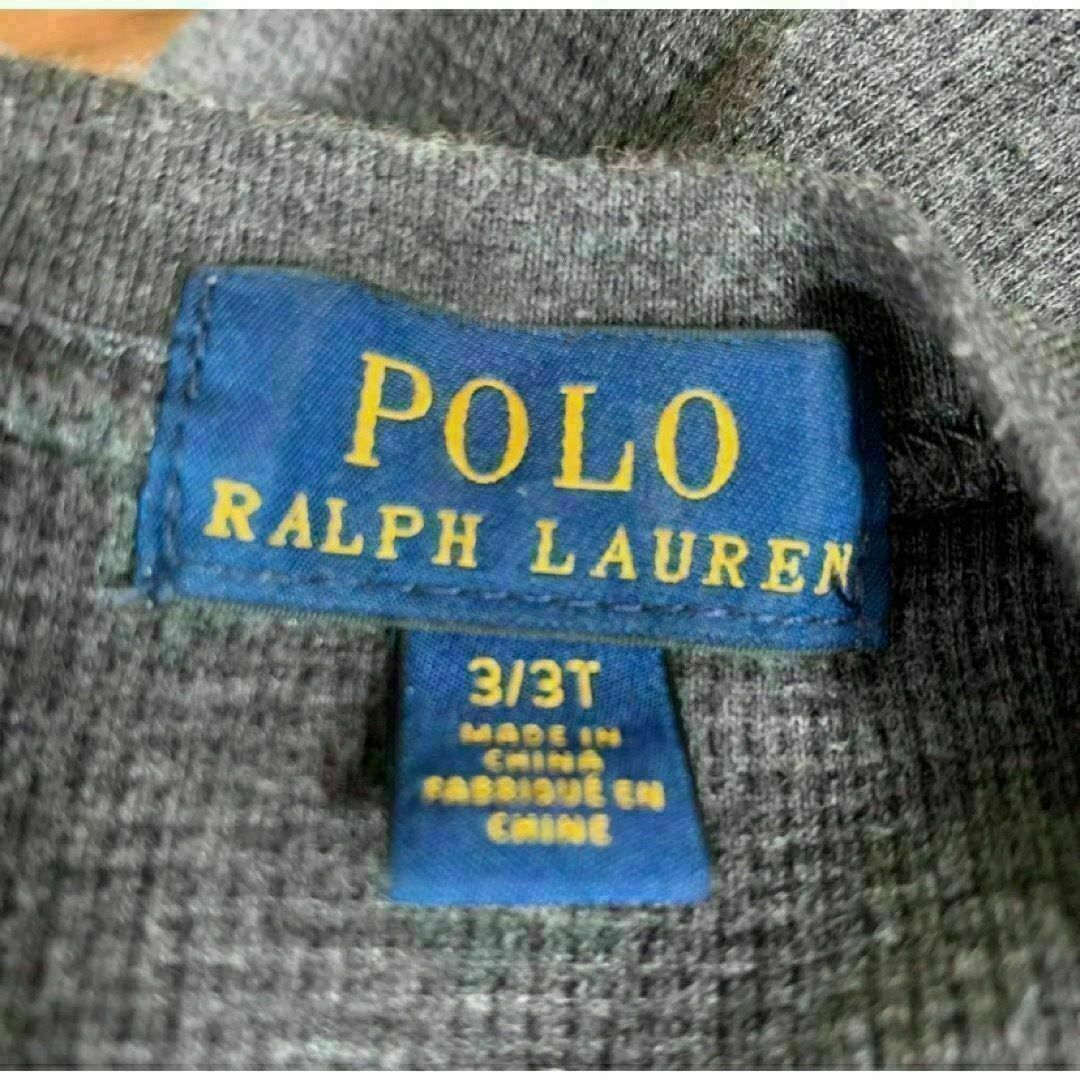 POLO
RALPH LAUREN
3/3T
MADE IN
CHINA
FABRIQUÉ EN
CHINE